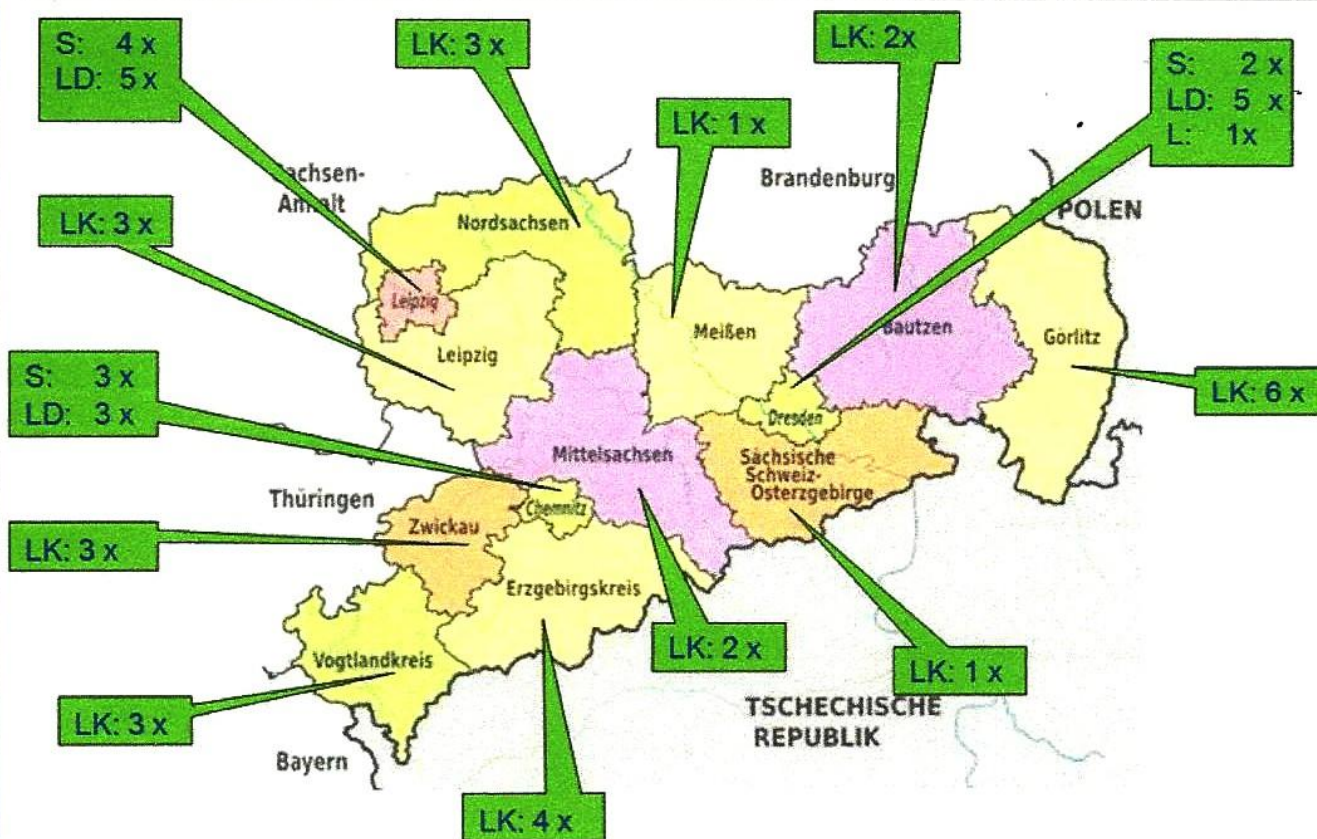 S: 4 x
LD: 5 x
LK: 3 x
LK: 2x
S: 2 x
LD: 5 x
L: 1x
LK: 1 x
Sachsen-
Anhalt
Brandenburg
POLEN
LK: 3 x
Nordsachsen
Leipzig
Leipzig
Meißen
Bautzen
Görlitz
S: 3 x
LD: 3 x
LK: 6 x
Dresden
Mittelsachsen
Sächsische
Schweiz-
Osterzgebirge
Thüringen
Chemnitz
Zwickau
LK: 3 x
Erzgebirgskreis
Vogtlandkreis
LK: 2 x
LK: 1 x
LK: 3 x
TSCHECHISCHE
REPUBLIK
Bayern
LK: 4 x